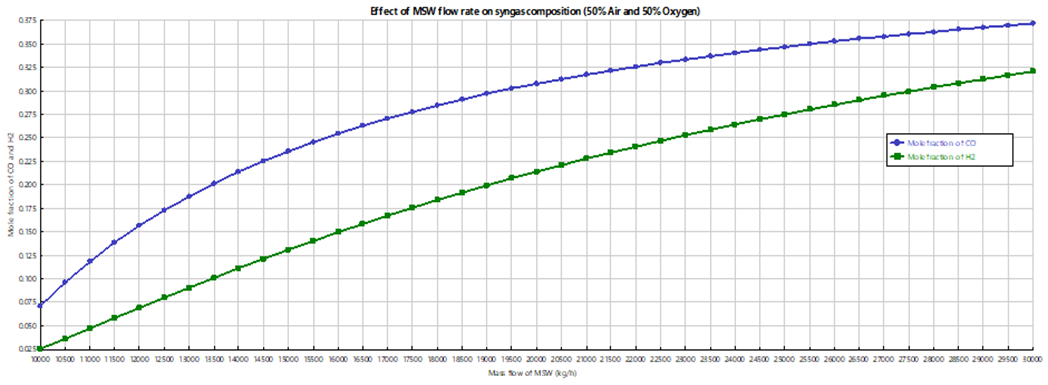 Effect of MSW flow rate on syngas composition (50% Air and 50% Oxygen)
0.375
0.350
0.325
0.300
0.275
0.250
0.225
0.200
0.175
0.150
0.125
0.100
0.075
0.050
0.025
Mole fraction of CO and H2
Mole fraction of CO
Mole fraction of H2
10000 10500 11000 11500 12000 12500 13000 13500 14000 14500 15000 15500 16000 16500 17000 17500 18000 18500 19000 19500 20000 20500 21000 21500 22000 22500 23000 23500 24000 24500 25000 25500 26000 26500 27000 27500 28000 28500 29000 29500 30000
Mass flow of MSW (kg/h)